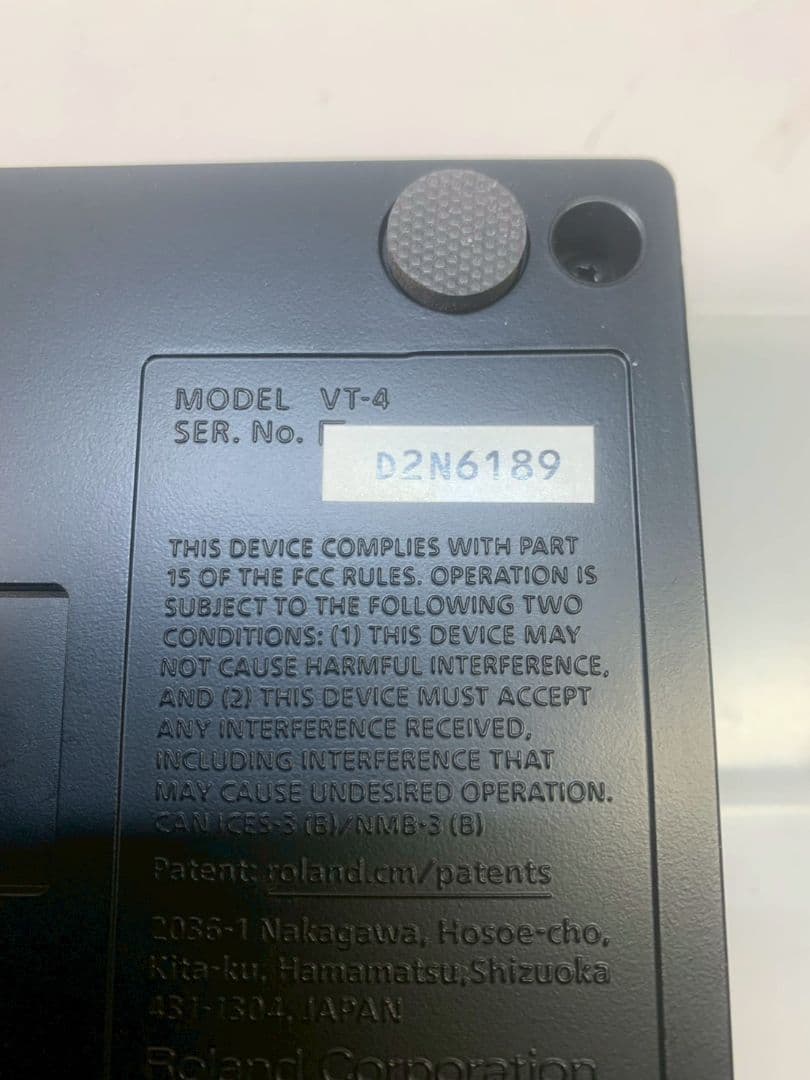 MODEL VT-4
SER. No.
D2N6189
THIS DEVICE COMPLIES WITH PART
15 OF THE FCC RULES. OPERATION IS
SUBJECT TO THE FOLLOWING TWO
CONDITIONS: (1) THIS DEVICE MAY
NOT CAUSE HARMFUL INTERFERENCE,
AND (2) THIS DEVICE MUST ACCEPT
ANY INTERFERENCE RECEIVED,
INCLUDING INTERFERENCE THAT
MAY CAUSE UNDESIRED OPERATION.
CAN ICES-3 (B)/NMB-3 (B)
Patent: roland.cm/patents
2036-1 Nakagawa, Hosoe-cho,
Kita-ku, Hamamatsu,Shizuoka
431-1304, JAPAN
Roland Corporation